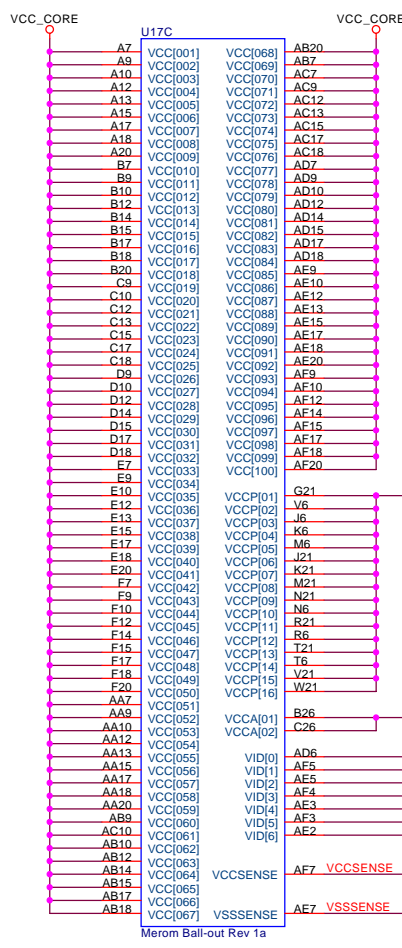 VCC_CORE VCC_CORE
U17C
A7 VCC[001] VCC[068] AB20
A9 VCC[002] VCC[069] AB7
A10 VCC[003] VCC[070] AC7
A12 VCC[004] VCC[071] AC9
A13 VCC[005] VCC[072] AC12
A15 VCC[006] VCC[073] AC13
A17 VCC[007] VCC[074] AC15
A18 VCC[008] VCC[075] AC17
A20 VCC[009] VCC[076] AC18
B7 VCC[010] VCC[077] AD7
B9 VCC[011] VCC[078] AD9
B10 VCC[012] VCC[079] AD10
B12 VCC[013] VCC[080] AD12
B14 VCC[014] VCC[081] AD14
B15 VCC[015] VCC[082] AD15
B17 VCC[016] VCC[083] AD17
B18 VCC[017] VCC[084] AD18
B20 VCC[018] VCC[085] AE9
C9 VCC[019] VCC[086] AE10
C10 VCC[020] VCC[087] AE12
C12 VCC[021] VCC[088] AE13
C13 VCC[022] VCC[089] AE15
C15 VCC[023] VCC[090] AE17
C17 VCC[024] VCC[091] AE18
C18 VCC[025] VCC[092] AE20
D9 VCC[026] VCC[093] AF9
D10 VCC[027] VCC[094] AF10
D12 VCC[028] VCC[095] AF12
D14 VCC[029] VCC[096] AF14
D15 VCC[030] VCC[097] AF15
D17 VCC[031] VCC[098] AF17
D18 VCC[032] VCC[099] AF18
E7 VCC[033] VCC[100] AF20
E9 VCC[034]
E10 VCC[035] VCCP[01] G21
E12 VCC[036] VCCP[02] V6
E13 VCC[037] VCCP[03] J6
E15 VCC[038] VCCP[04] K6
E17 VCC[039] VCCP[05] M6
E18 VCC[040] VCCP[06] J21
E20 VCC[041] VCCP[07] K21
F7 VCC[042] VCCP[08] M21
F9 VCC[043] VCCP[09] N21
F10 VCC[044] VCCP[10] N6
F12 VCC[045] VCCP[11] R21
F14 VCC[046] VCCP[12] R6
F15 VCC[047] VCCP[13] T21
F17 VCC[048] VCCP[14] T6
F18 VCC[049] VCCP[15] V21
F20 VCC[050] VCCP[16] W21
AA7 VCC[051]
AA9 VCC[052] VCCA[01] B26
AA10 VCC[053] VCCA[02] C26
AA12 VCC[054]
AA13 VCC[055] VID[0] AD6
AA15 VCC[056] VID[1] AF5
AA17 VCC[057] VID[2] AE5
AA18 VCC[058] VID[3] AF4
AA20 VCC[059] VID[4] AE3
AB9 VCC[060] VID[5] AF3
AC10 VCC[061] VID[6] AE2
AB10 VCC[062]
AB12 VCC[063]
AB14 VCC[064] VCCSENSE AF7 VCCSENSE
AB15 VCC[065]
AB17 VCC[066]
AB18 VCC[067] VSSSENSE AE7 VSSSENSE
Merom Ball-out Rev 1a